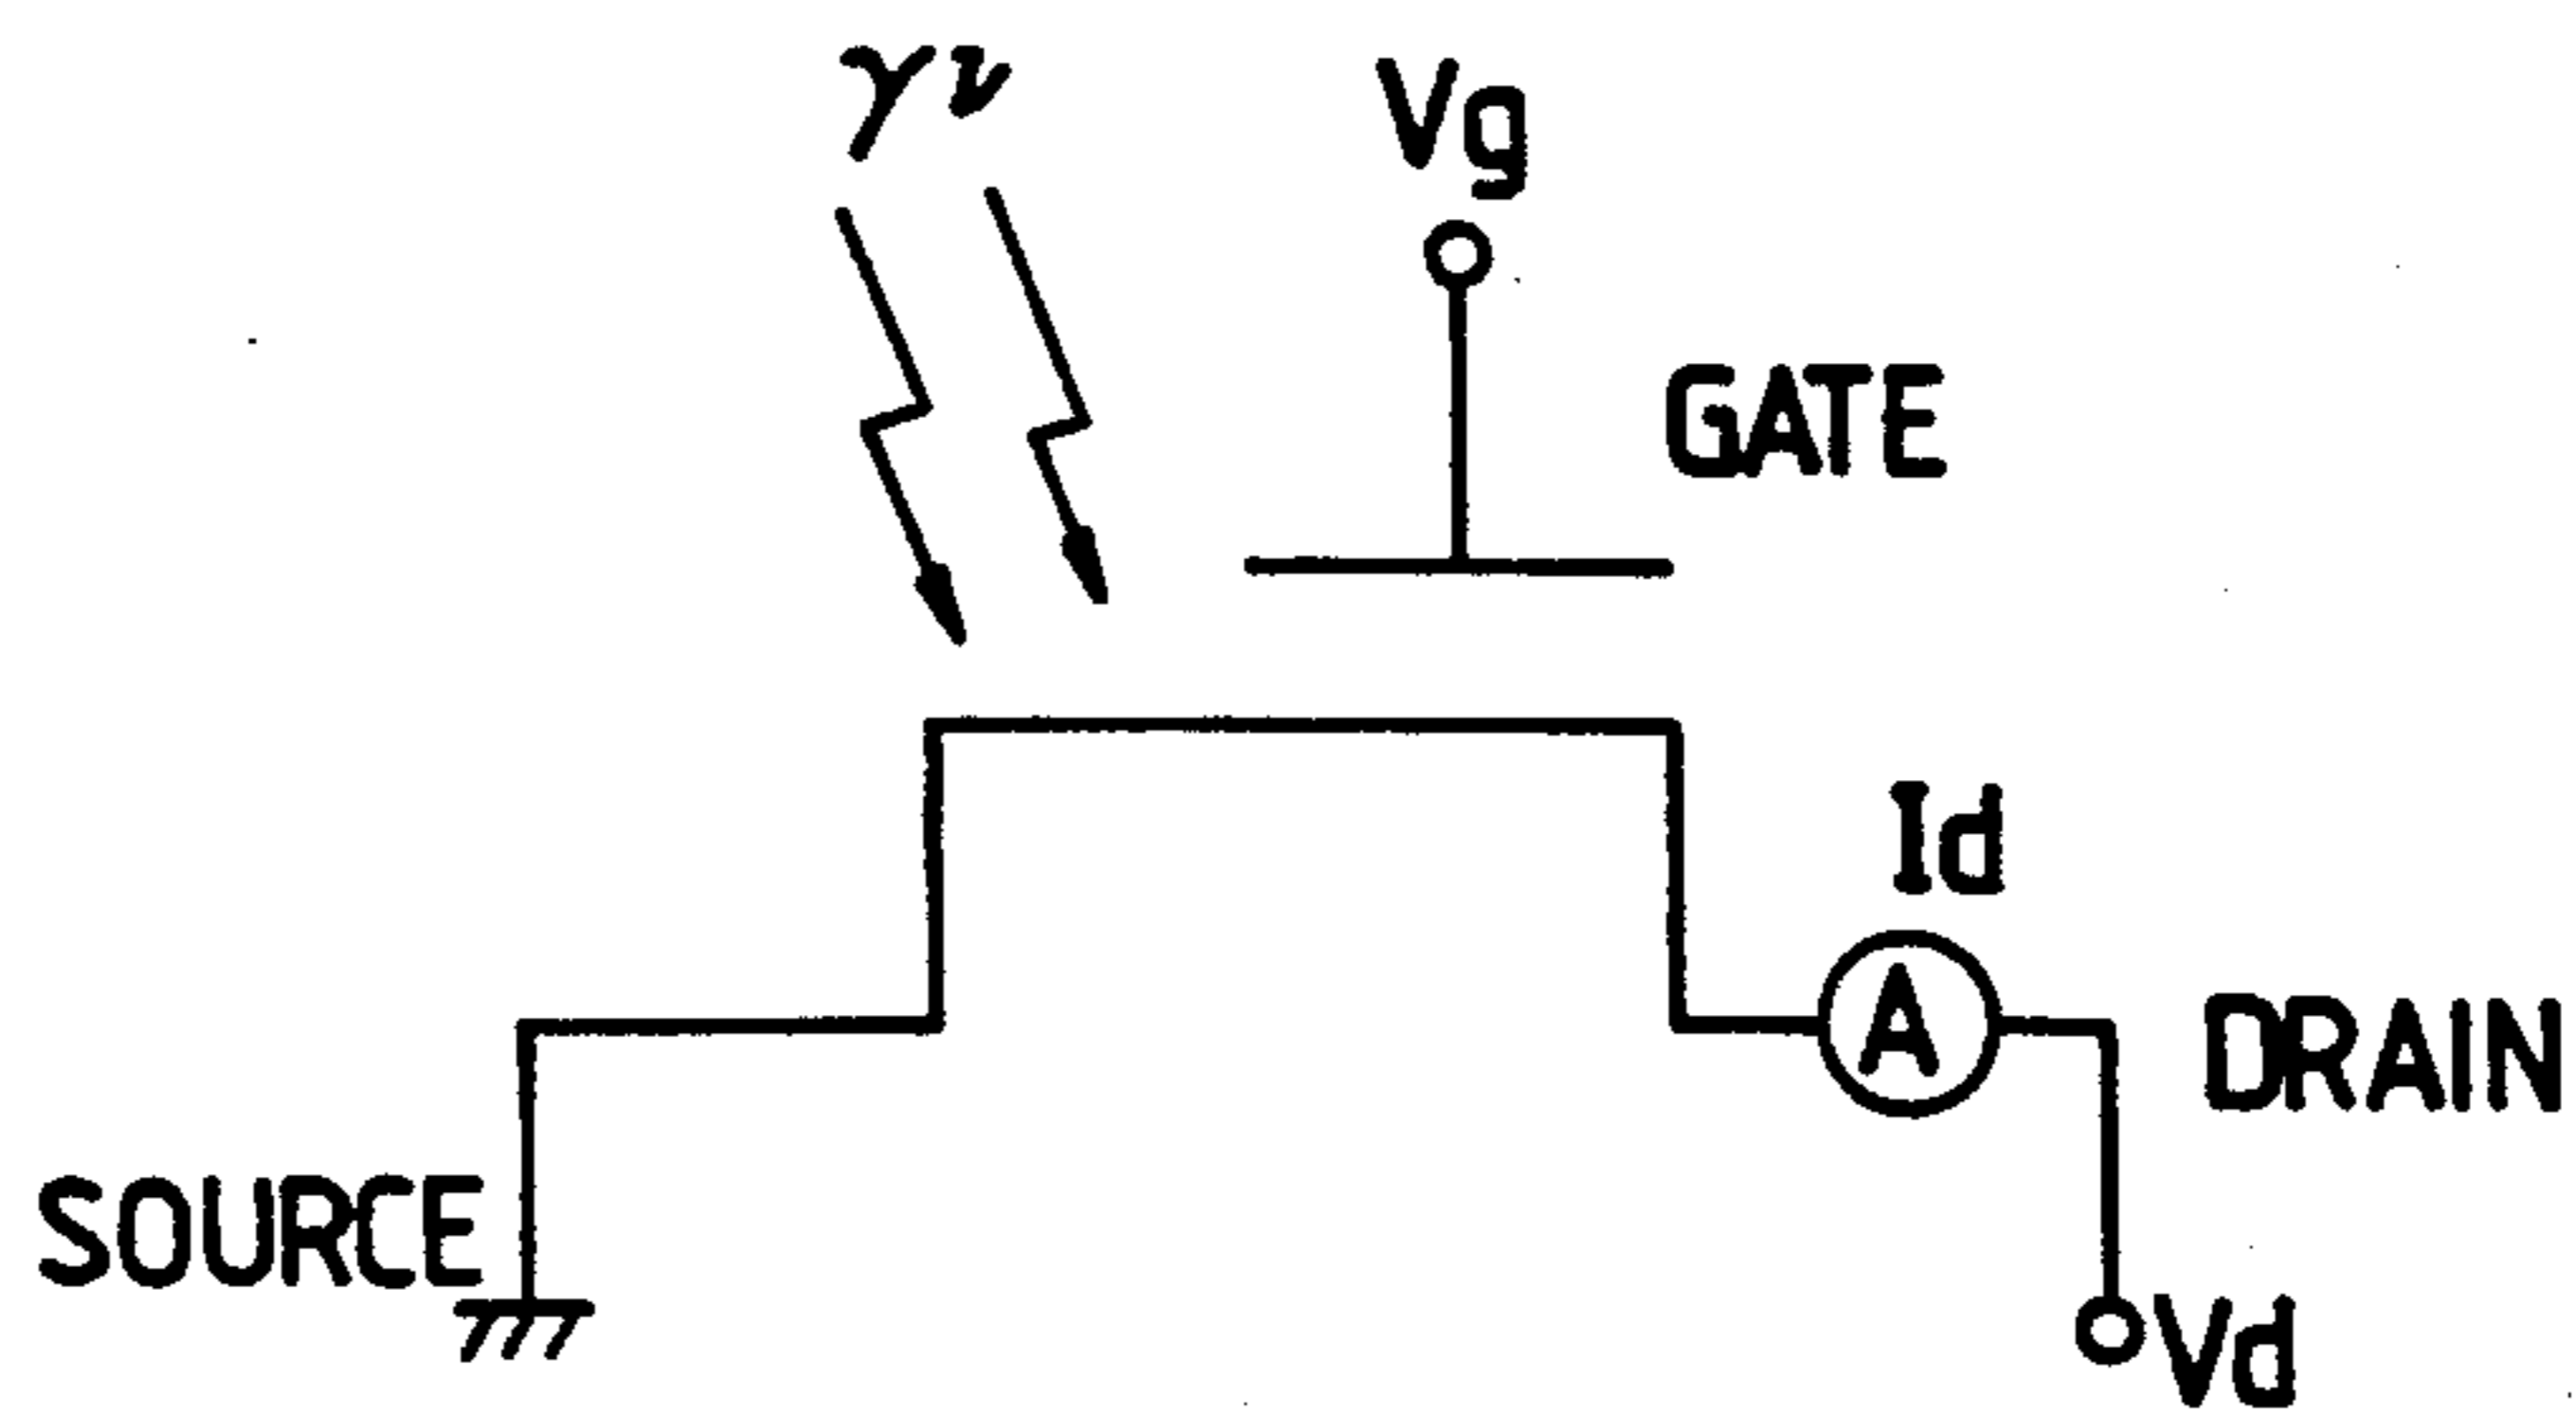 γν
Vg
GATE
Id
A
DRAIN
SOURCE
Vd